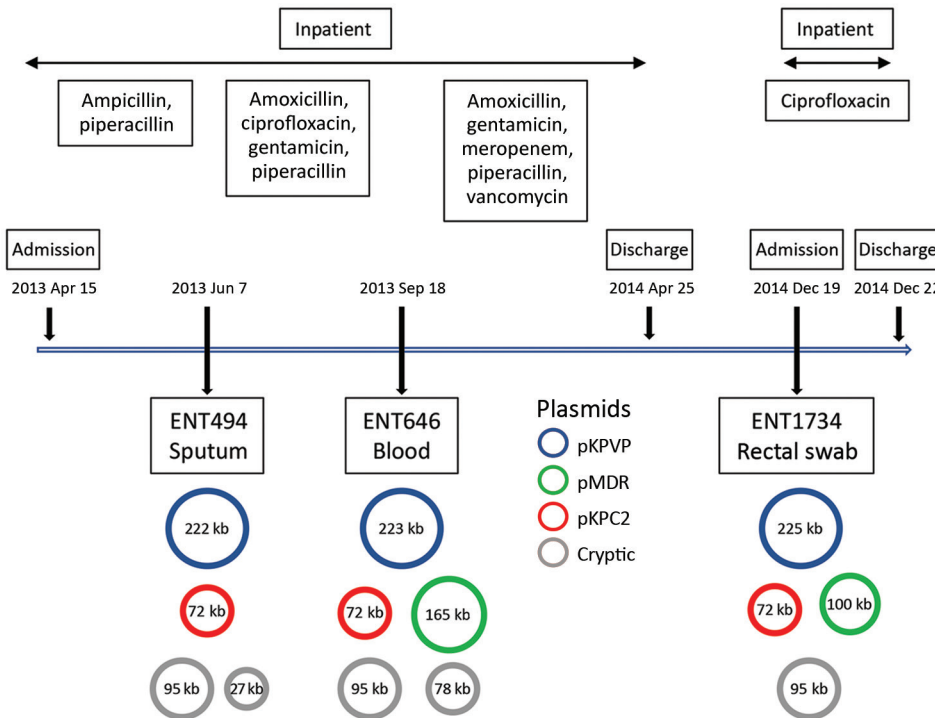 Inpatient
Inpatient
Ampicillin,
piperacillin
Amoxicillin,
ciprofloxacin,
gentamicin,
piperacillin
Amoxicillin,
gentamicin,
meropenem,
piperacillin,
vancomycin
Ciprofloxacin
Admission
Discharge
Admission
Discharge
2013 Apr 15
2013 Jun 7
2013 Sep 18
2014 Apr 25
2014 Dec 19
2014 Dec 22
ENT494
Sputum
ENT646
Blood
Plasmids
pKPVP
pMDR
pKPC2
Cryptic
ENT1734
Rectal swab
222 kb
223 kb
225 kb
72 kb
72 kb
165 kb
72 kb
100 kb
95 kb
27 kb
95 kb
78 kb
95 kb